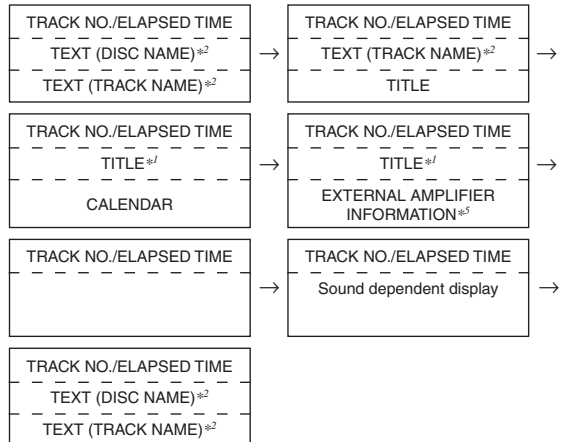 TRACK NO./ELAPSED TIME
TEXT (DISC NAME)*2
TEXT (TRACK NAME)*2
→
TRACK NO./ELAPSED TIME
TEXT (TRACK NAME)*2
TITLE
→
TRACK NO./ELAPSED TIME
TITLE*1
CALENDAR
→
TRACK NO./ELAPSED TIME
TITLE*1
EXTERNAL AMPLIFIER
INFORMATION*5
→
TRACK NO./ELAPSED TIME
→
TRACK NO./ELAPSED TIME
Sound dependent display
→
TRACK NO./ELAPSED TIME
TEXT (DISC NAME)*2
TEXT (TRACK NAME)*2